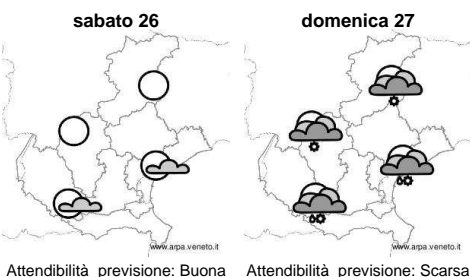 sabato 26
domenica 27
www.arpa.veneto.it
www.arpa.veneto.it
Attendibilità previsione: Buona
Attendibilità previsione: Scarsa